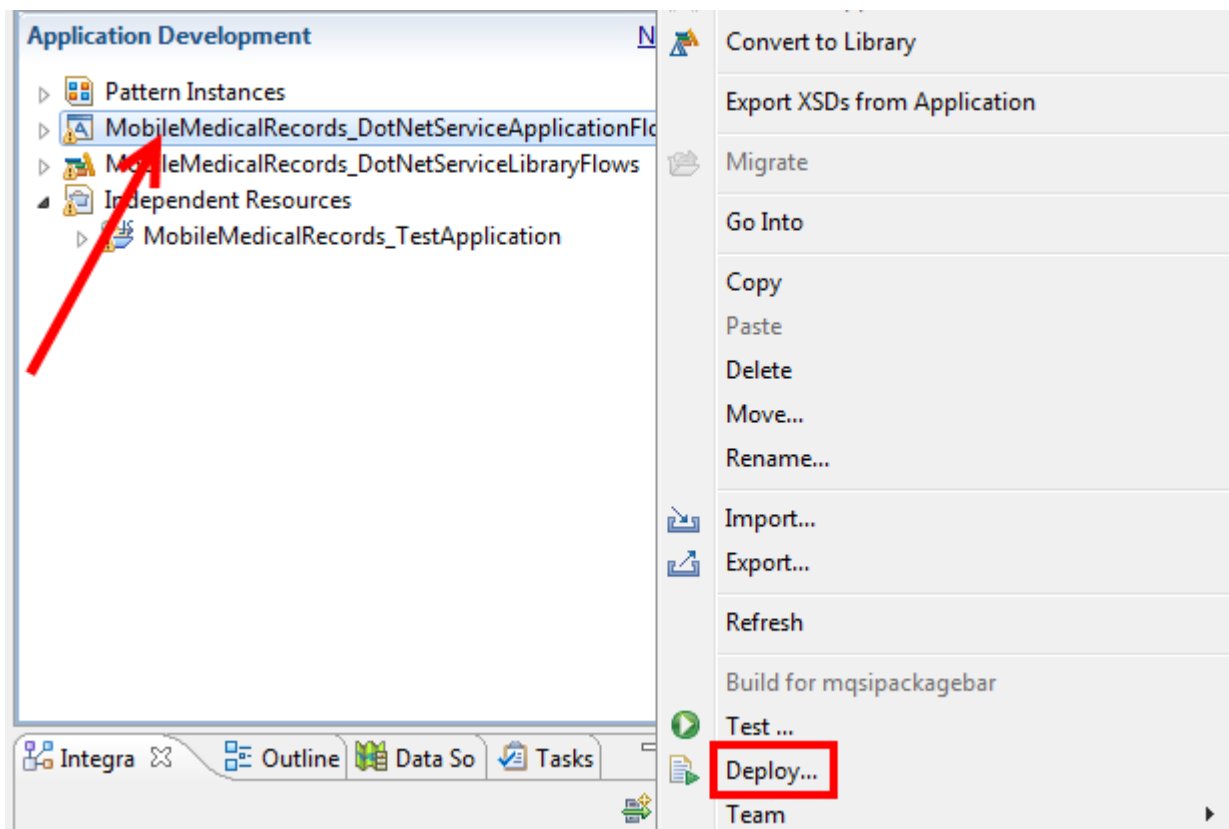 Application Development N
Pattern Instances
MobileMedicalRecords_DotNetServiceApplicationFlo
MobileMedicalRecords_DotNetServiceLibraryFlows
Independent Resources
MobileMedicalRecords_TestApplication
Integra
Outline
Data So
Tasks
Convert to Library
Export XSDs from Application
Migrate
Go Into
Copy
Paste
Delete
Move...
Rename...
Import...
Export...
Refresh
Build for mqsipackagebar
Test ...
Deploy...
Team